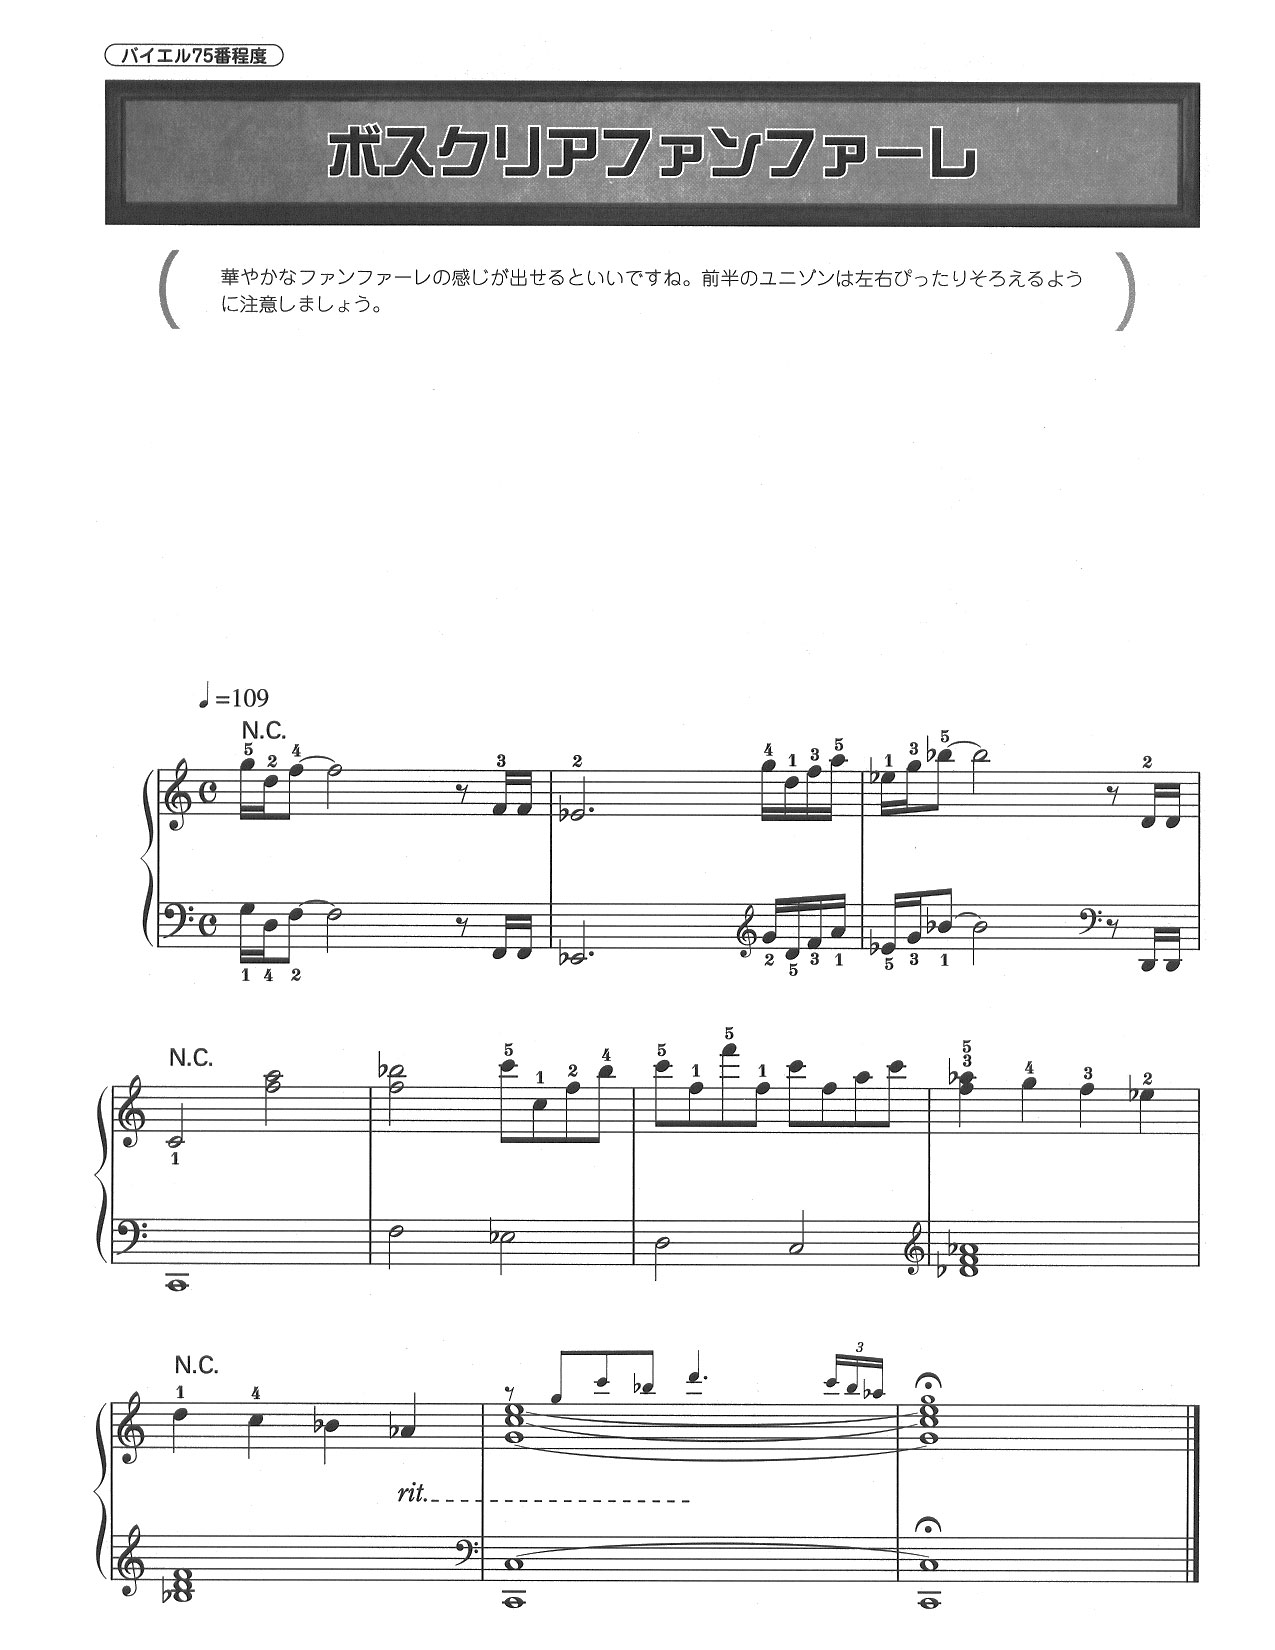 バイエル75番程度
ボスクリアファンファーレ
華やかなファンファーレの感じが出せるといいですね。前半のユニゾンは左右ぴったりそろえるよう
に注意しましょう。
♩=109
N.C.
5 2 4 3 2 4 1 3 5 1 3 5 2
1 4 2 2 5 3 1 5 3 1
N.C.
5 1 2 4 5 1 5 1 5 3 4 3 2
1
N.C.
1 4 3
rit.